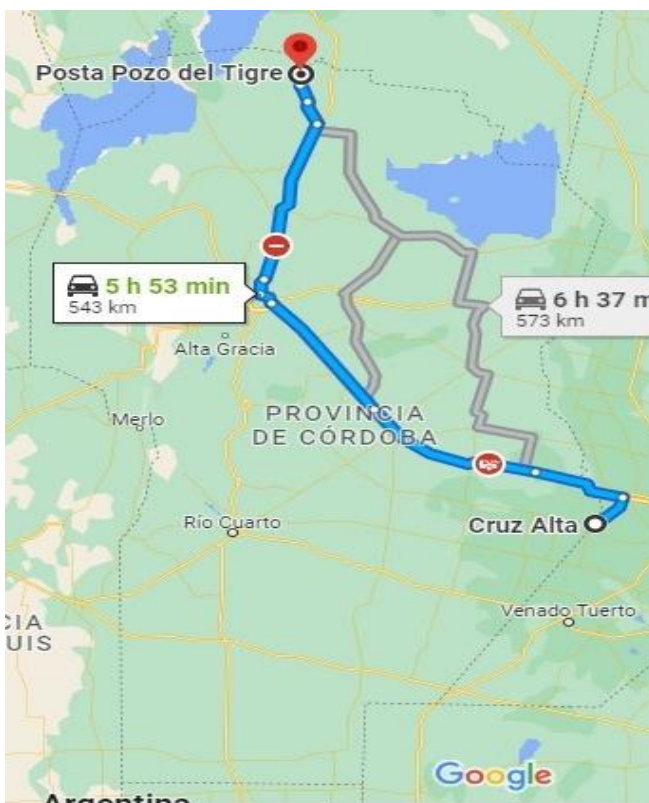 Posta Pozo del Tigre
5 h 53 min
543 km
6 h 37 m
573 km
Alta Gracia
PROVINCIA
DE CÓRDOBA
Merlo
Río Cuarto
Cruz Alta
Venado Tuerto
CIA
UIS
Google
Argentina